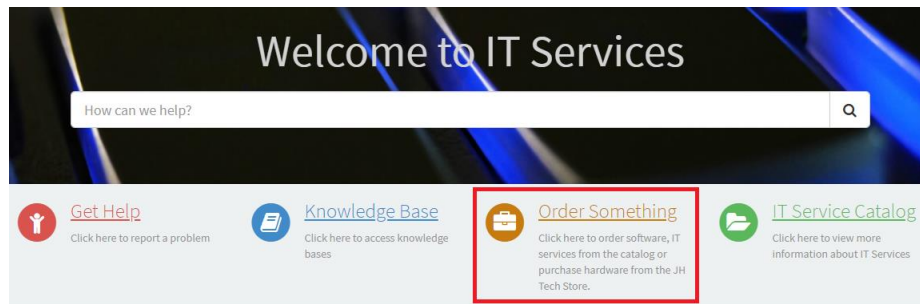 Welcome to IT Services
How can we help?
Get Help
Click here to report a problem
Knowledge Base
Click here to access knowledge
bases
Order Something
Click here to order software, IT
services from the catalog or
purchase hardware from the JH
Tech Store.
IT Service Catalog
Click here to view more
information about IT Services